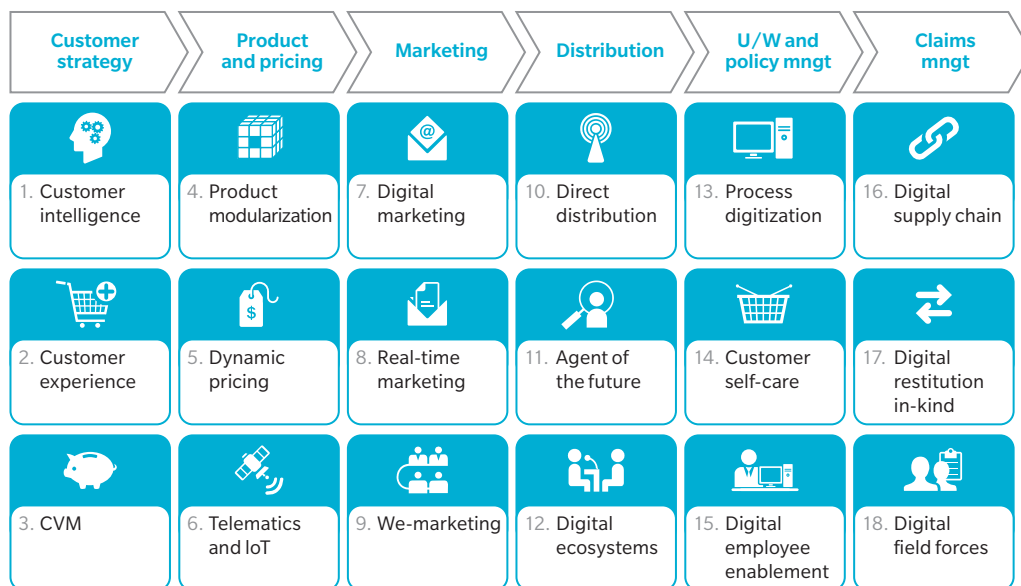 Customer
strategy
Product
and pricing
Marketing
Distribution
U/W and
policy mngt
Claims
mngt
1. Customer
intelligence
4. Product
modularization
@
7. Digital
marketing
10. Direct
distribution
13. Process
digitization
16. Digital
supply chain
2. Customer
experience
$
5. Dynamic
pricing
8. Real-time
marketing
11. Agent of
the future
14. Customer
self-care
17. Digital
restitution
in-kind
3. CVM
6. Telematics
and IoT
9. We-marketing
12. Digital
ecosystems
15. Digital
employee
enablement
18. Digital
field forces